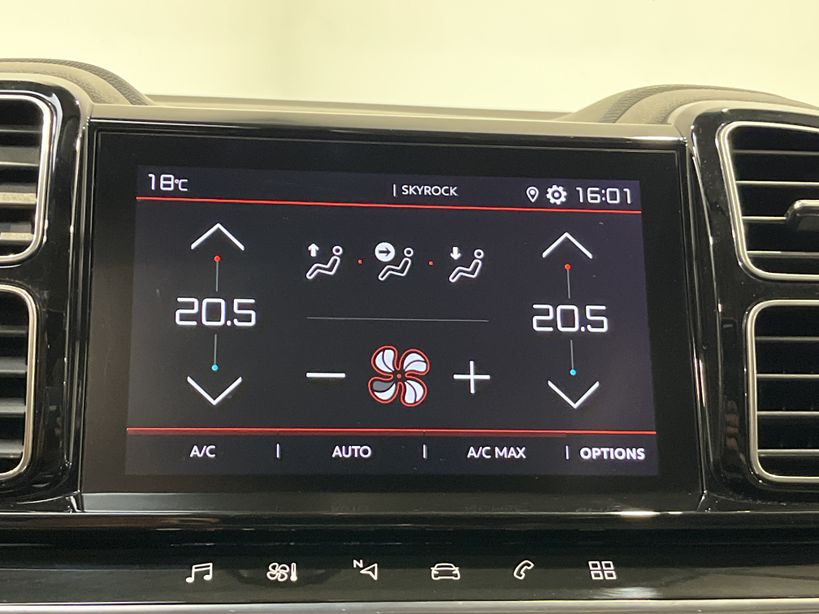 18°C | SKYROCK 16:01
20.5 20.5
− +
A/C | AUTO | A/C MAX | OPTIONS
N